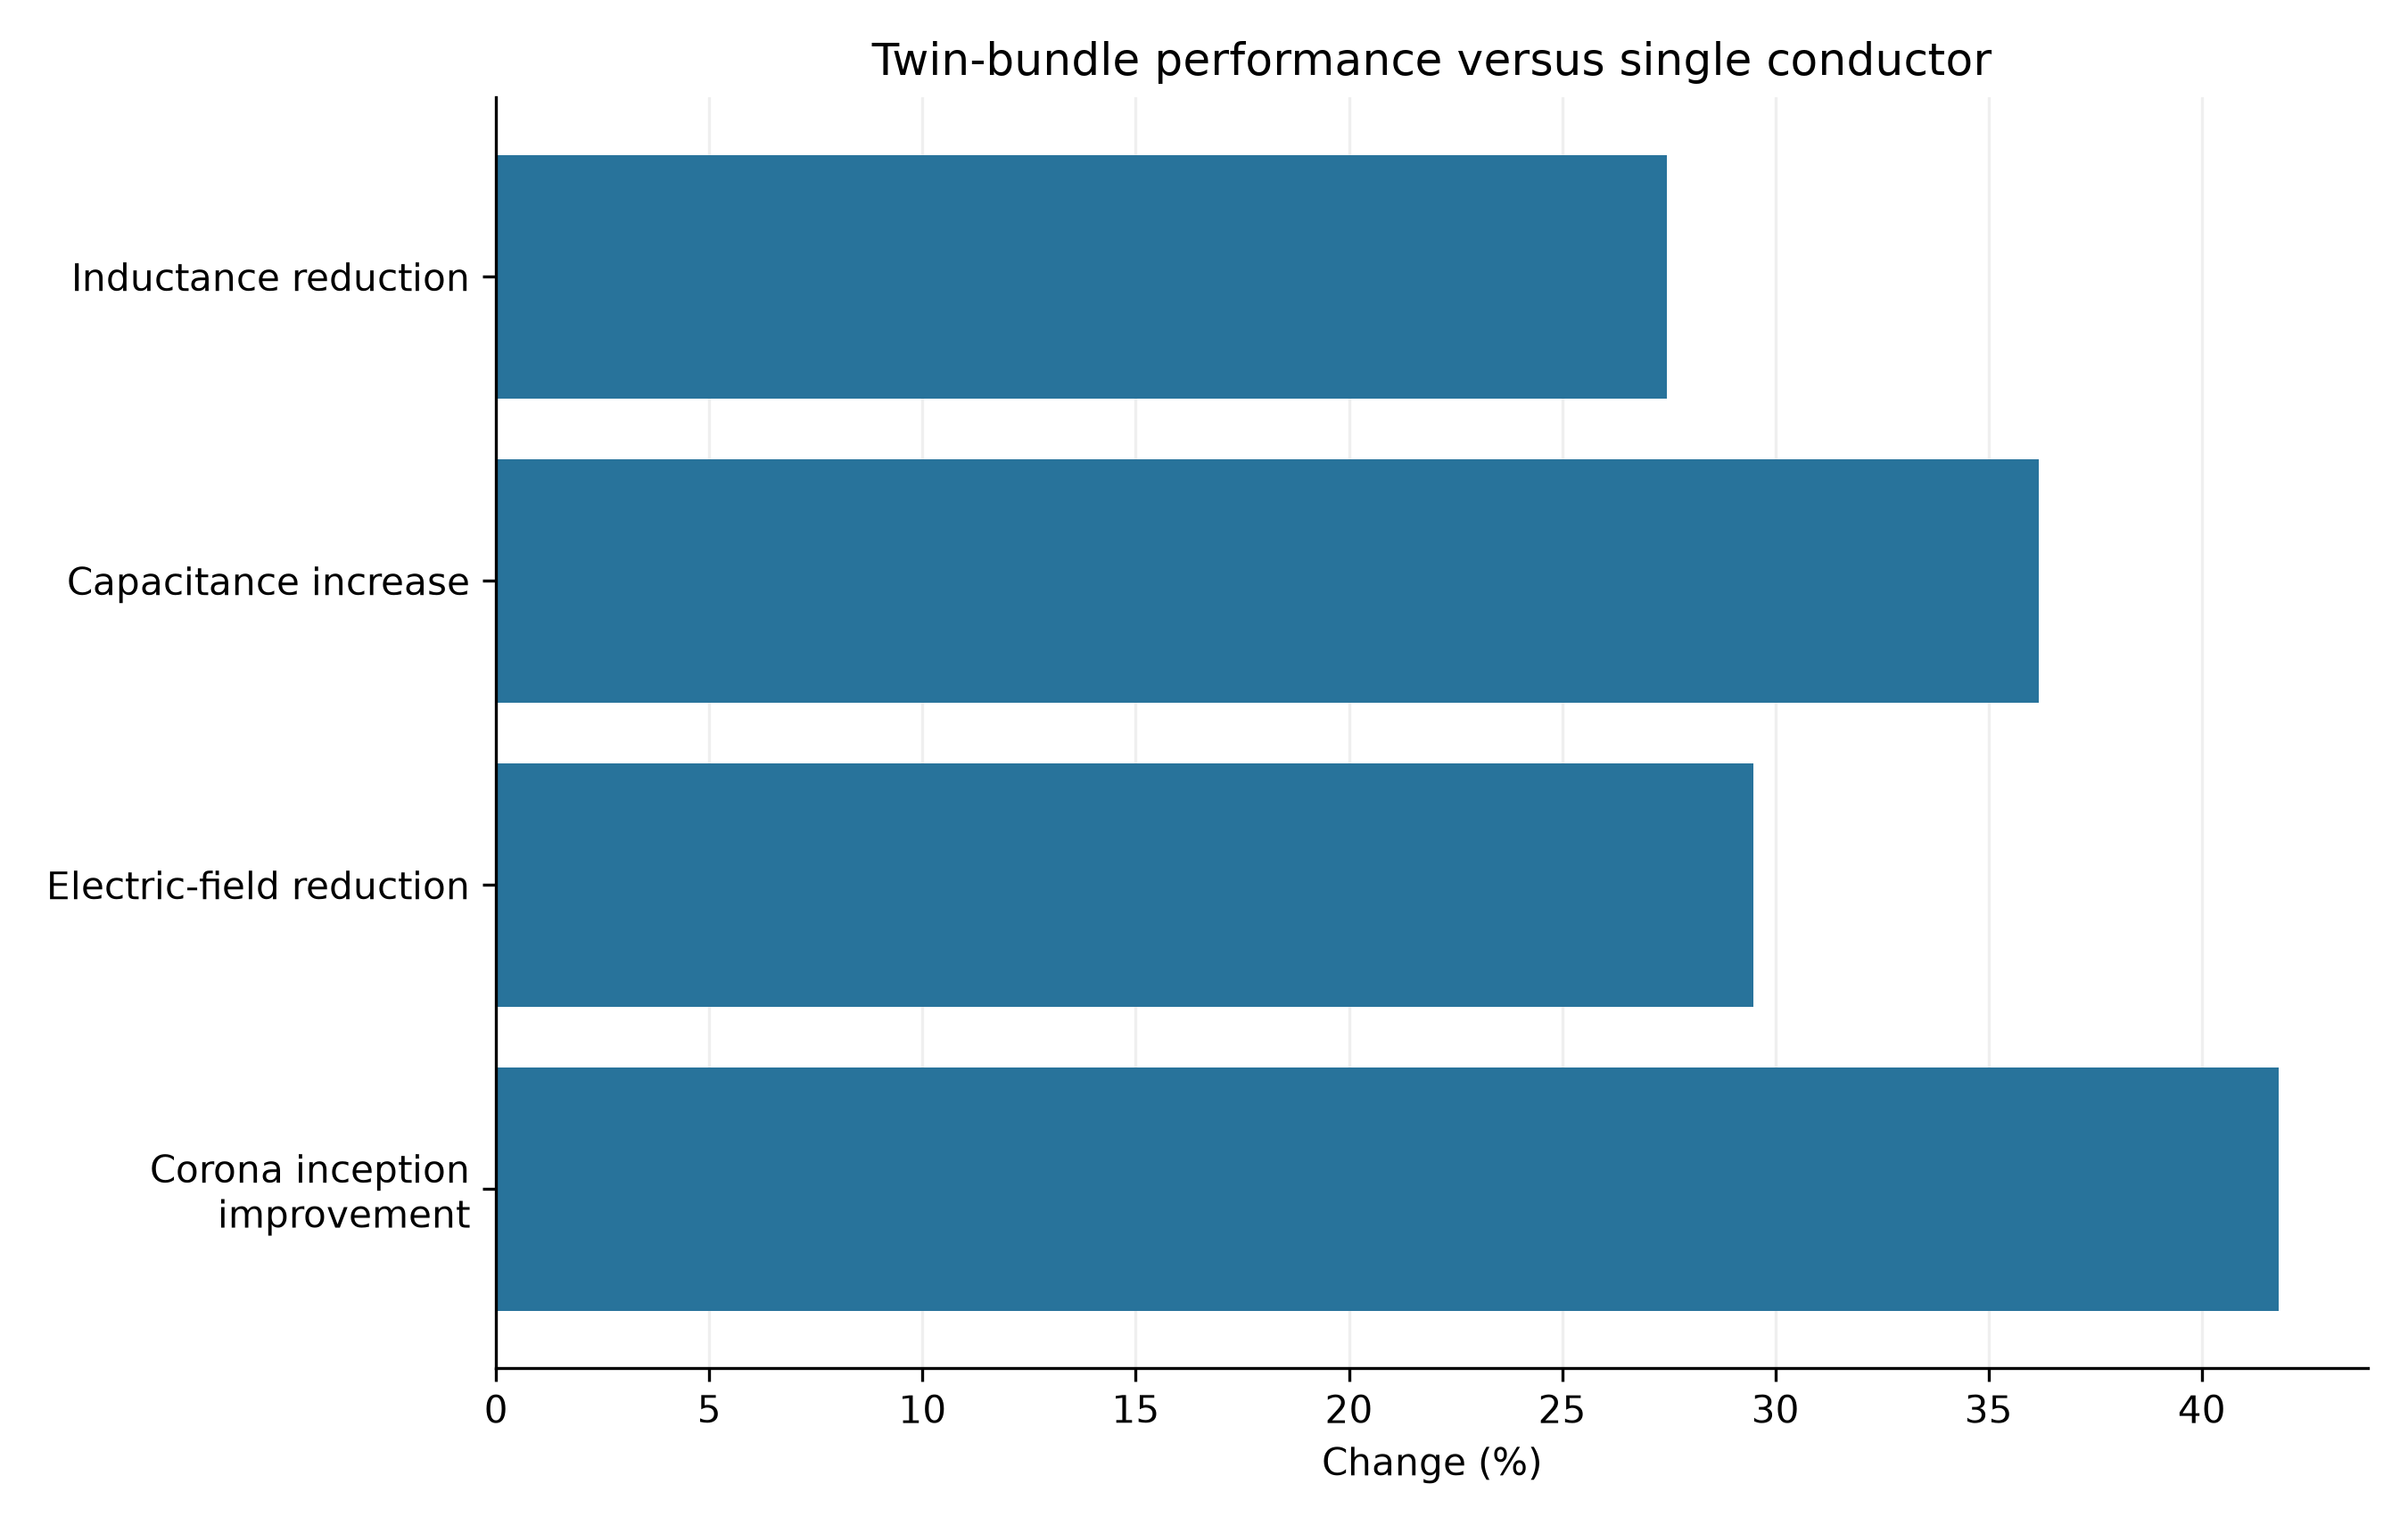 Twin-bundle performance versus single conductor
Inductance reduction
Capacitance increase
Electric-field reduction
Corona inception
improvement
0 5 10 15 20 25 30 35 40
Change (%)